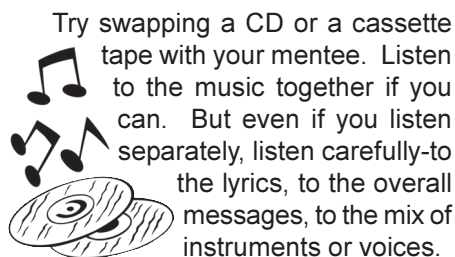 Try swapping a CD or a cassette
tape with your mentee. Listen
to the music together if you
can. But even if you listen
separately, listen carefully-to
the lyrics, to the overall
messages, to the mix of
instruments or voices.